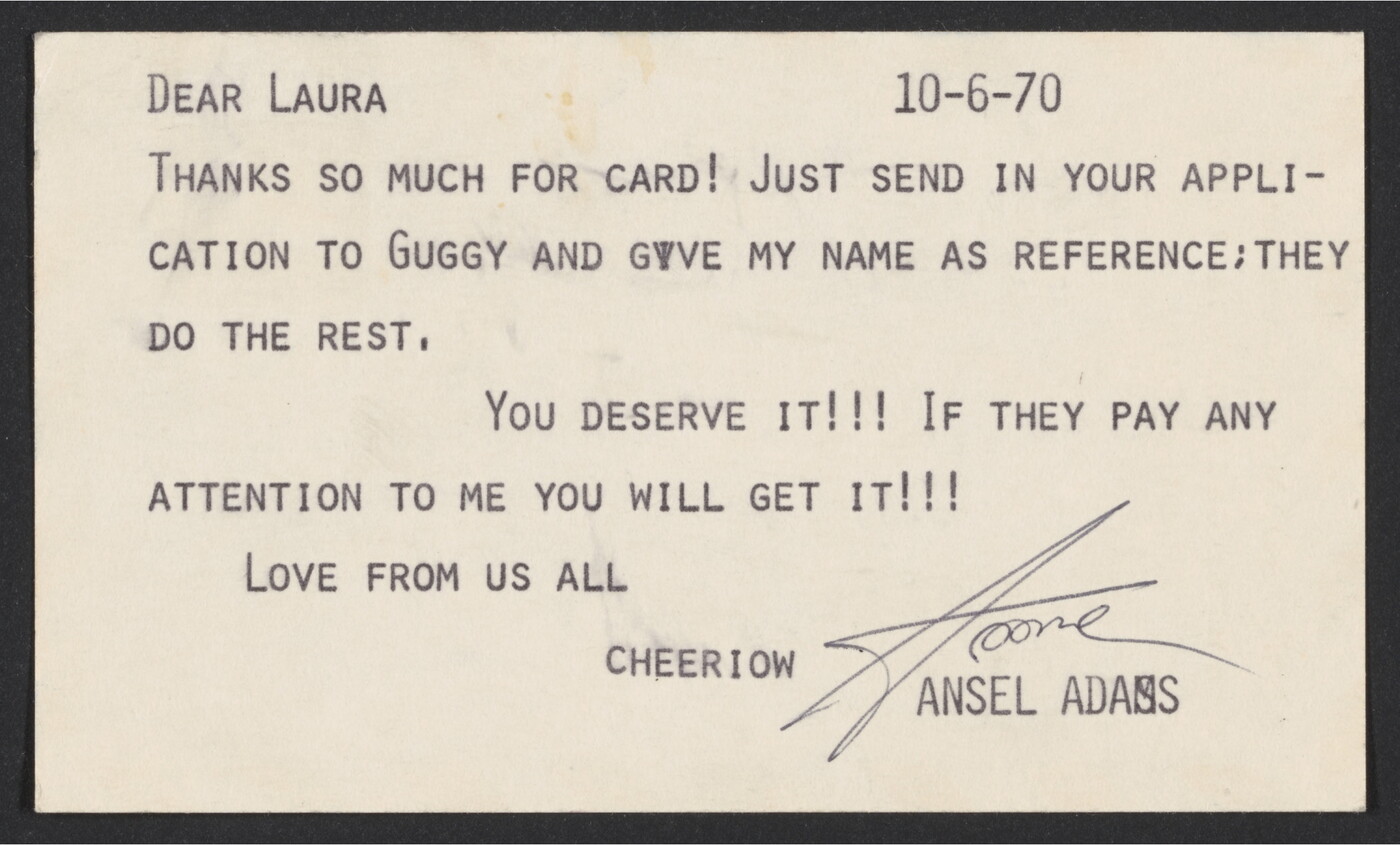 Dear Laura 10-6-70
Thanks so much for card! Just send in your appli-
cation to Guggy and give my name as reference;they
do the rest.
You deserve it!!! If they pay any
attention to me you will get it!!!
Love from us all
cheeriow
ANSEL ADAMS